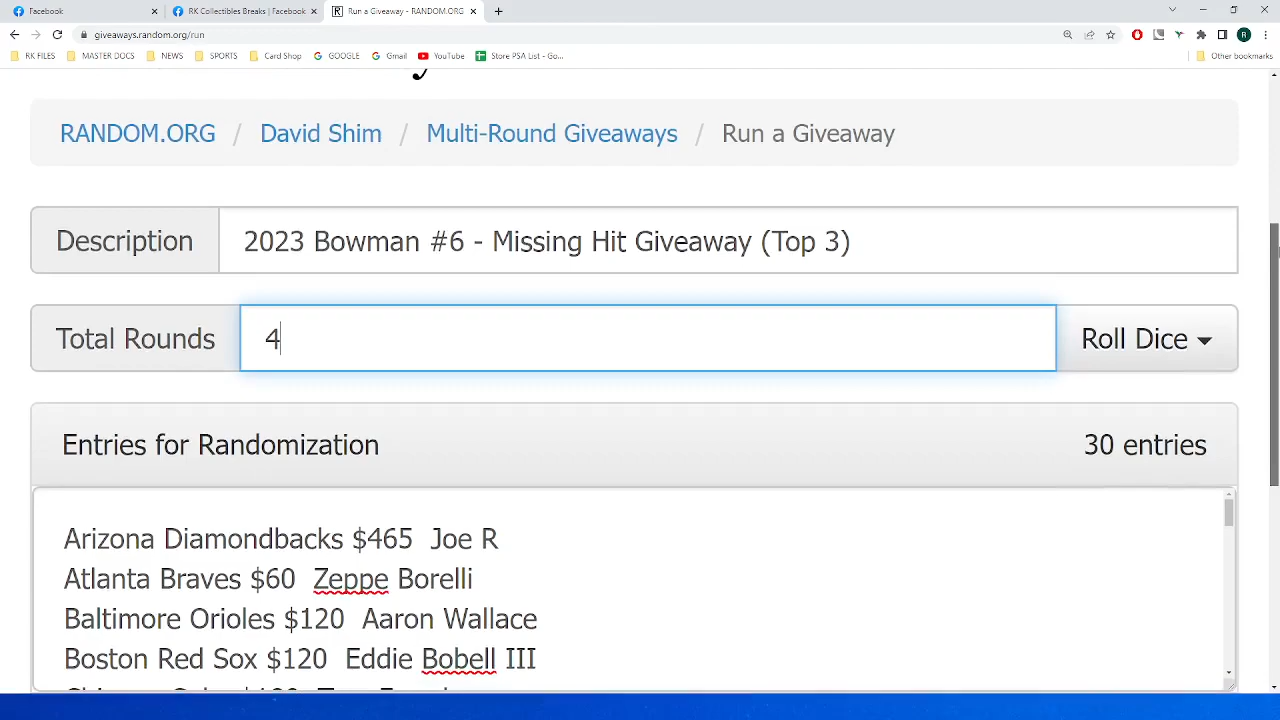 Facebook
RK Collectibles Breaks | Facebook
Run a Giveaway - RANDOM.ORG
giveaways.random.org/run
RK FILES
MASTER DOCS
NEWS
SPORTS
Card Shop
GOOGLE
Gmail
YouTube
Store PSA List - Go...
Other bookmarks
RANDOM.ORG / David Shim / Multi-Round Giveaways / Run a Giveaway
Description 2023 Bowman #6 - Missing Hit Giveaway (Top 3)
Total Rounds 4 Roll Dice
Entries for Randomization 30 entries
Arizona Diamondbacks $465 Joe R
Atlanta Braves $60 Zeppe Borelli
Baltimore Orioles $120 Aaron Wallace
Boston Red Sox $120 Eddie Bobell III